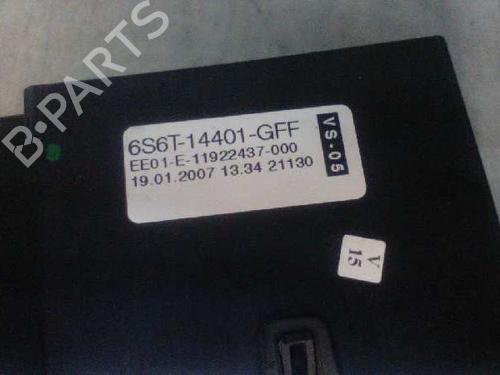 B-PARTS
6S6T-14401-GFF
EE01-E-11922437-000
19.01.2007 13.34 21130
VS-05
V
15